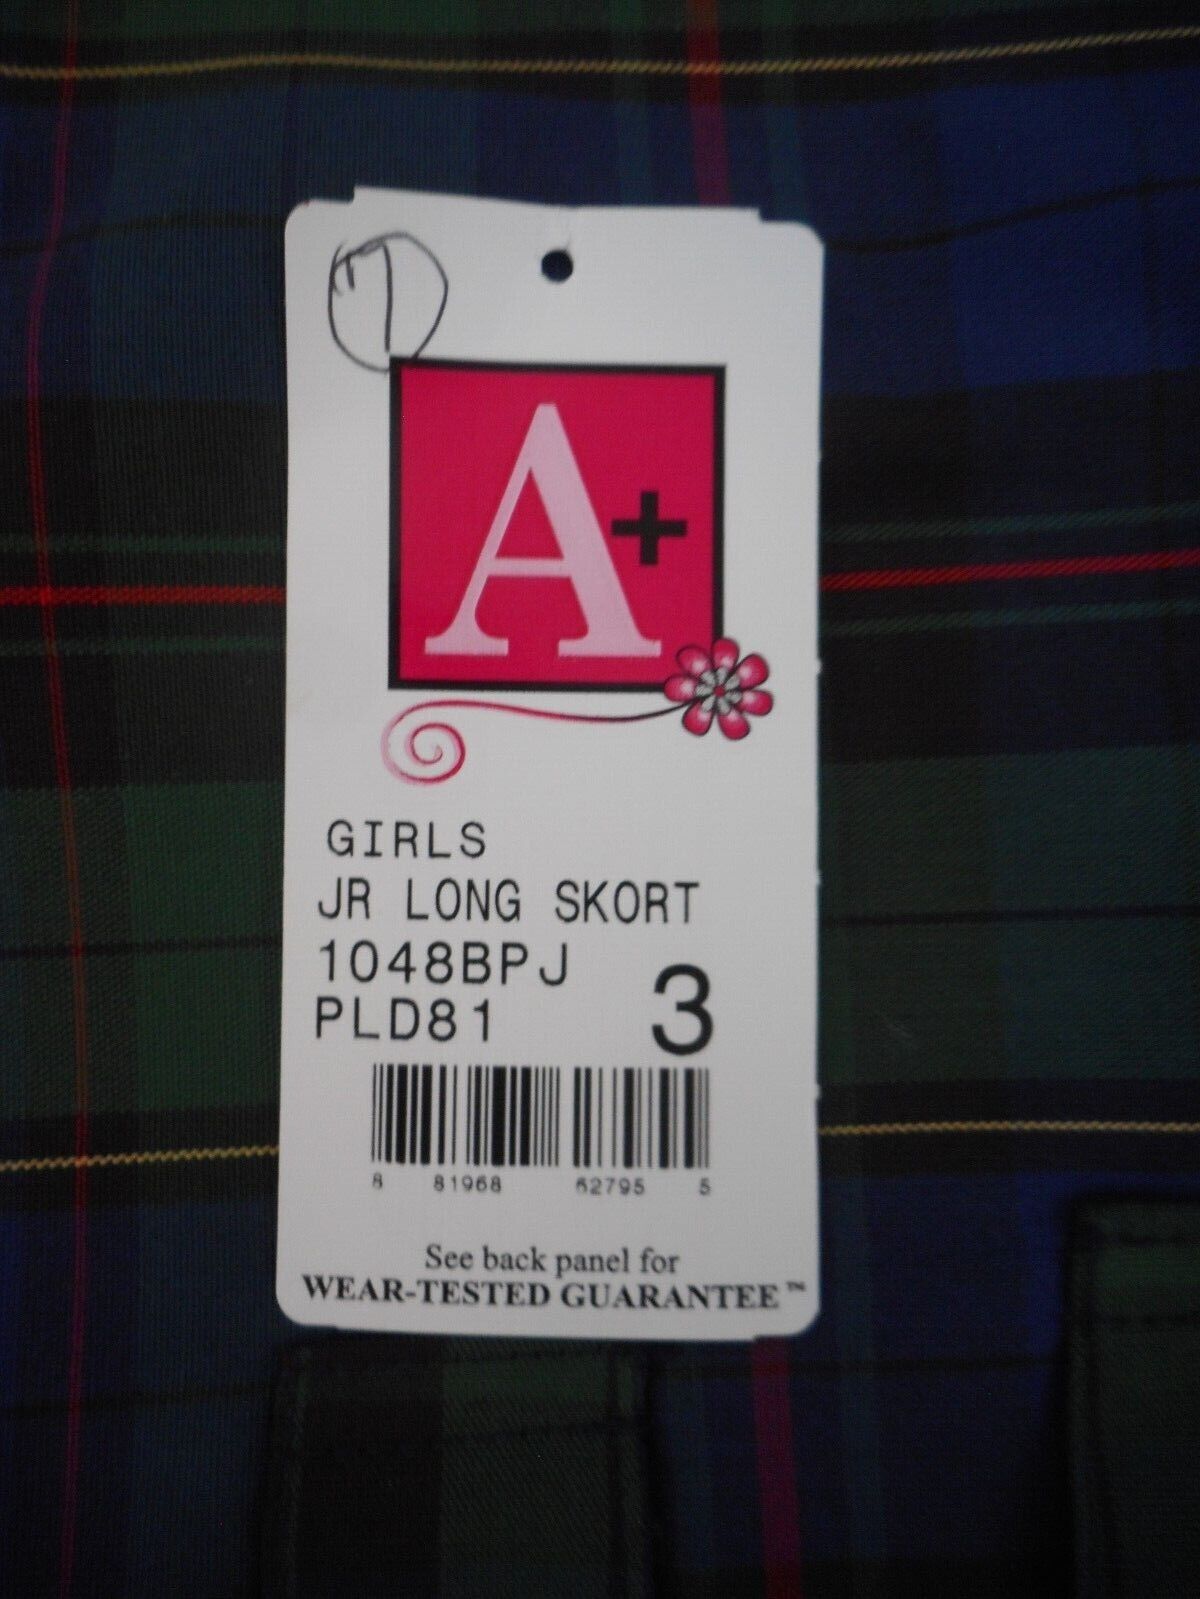 A+
GIRLS
JR LONG SKORT
1048BPJ
PLD81 3
8 81968 62795 5
See back panel for
WEAR-TESTED GUARANTEE™